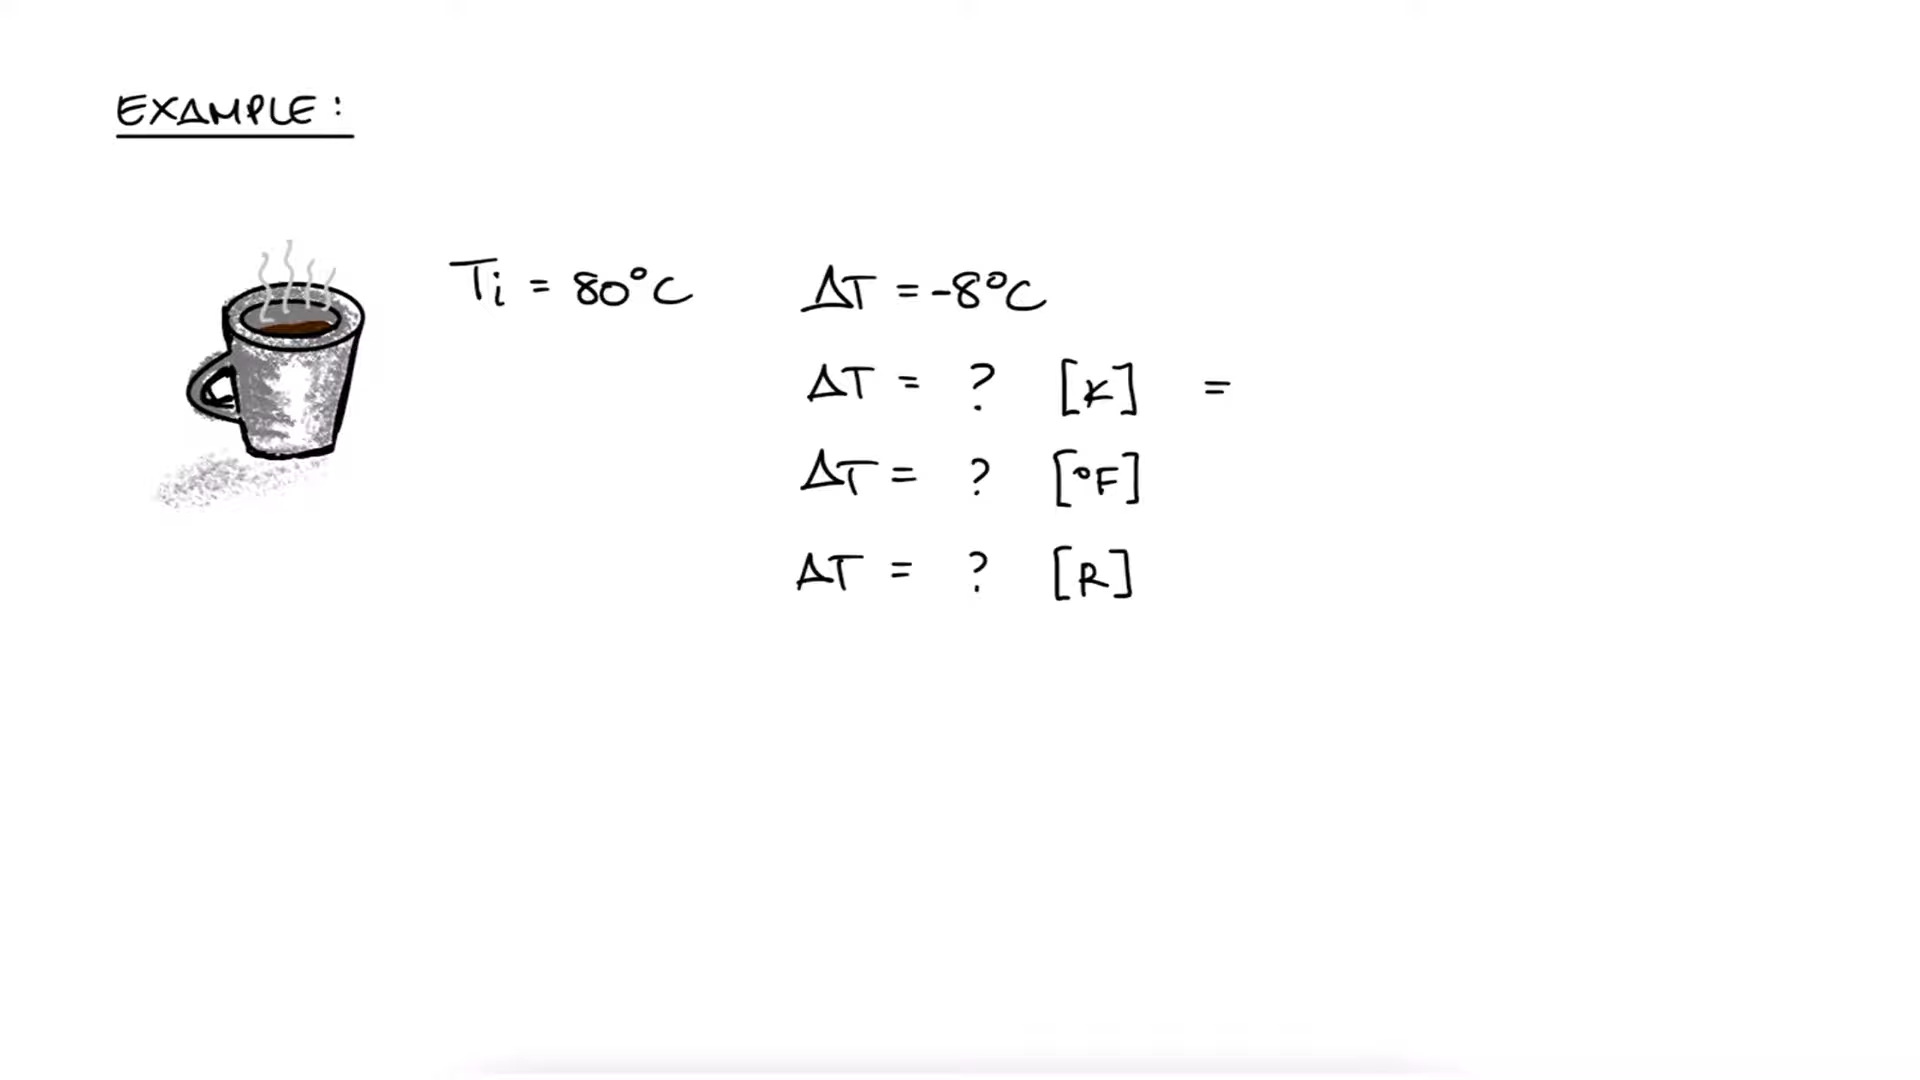 EXAMPLE:
Ti = 80°C ΔT = -8°C
ΔT = ? [K] =
ΔT = ? [°F]
ΔT = ? [R]